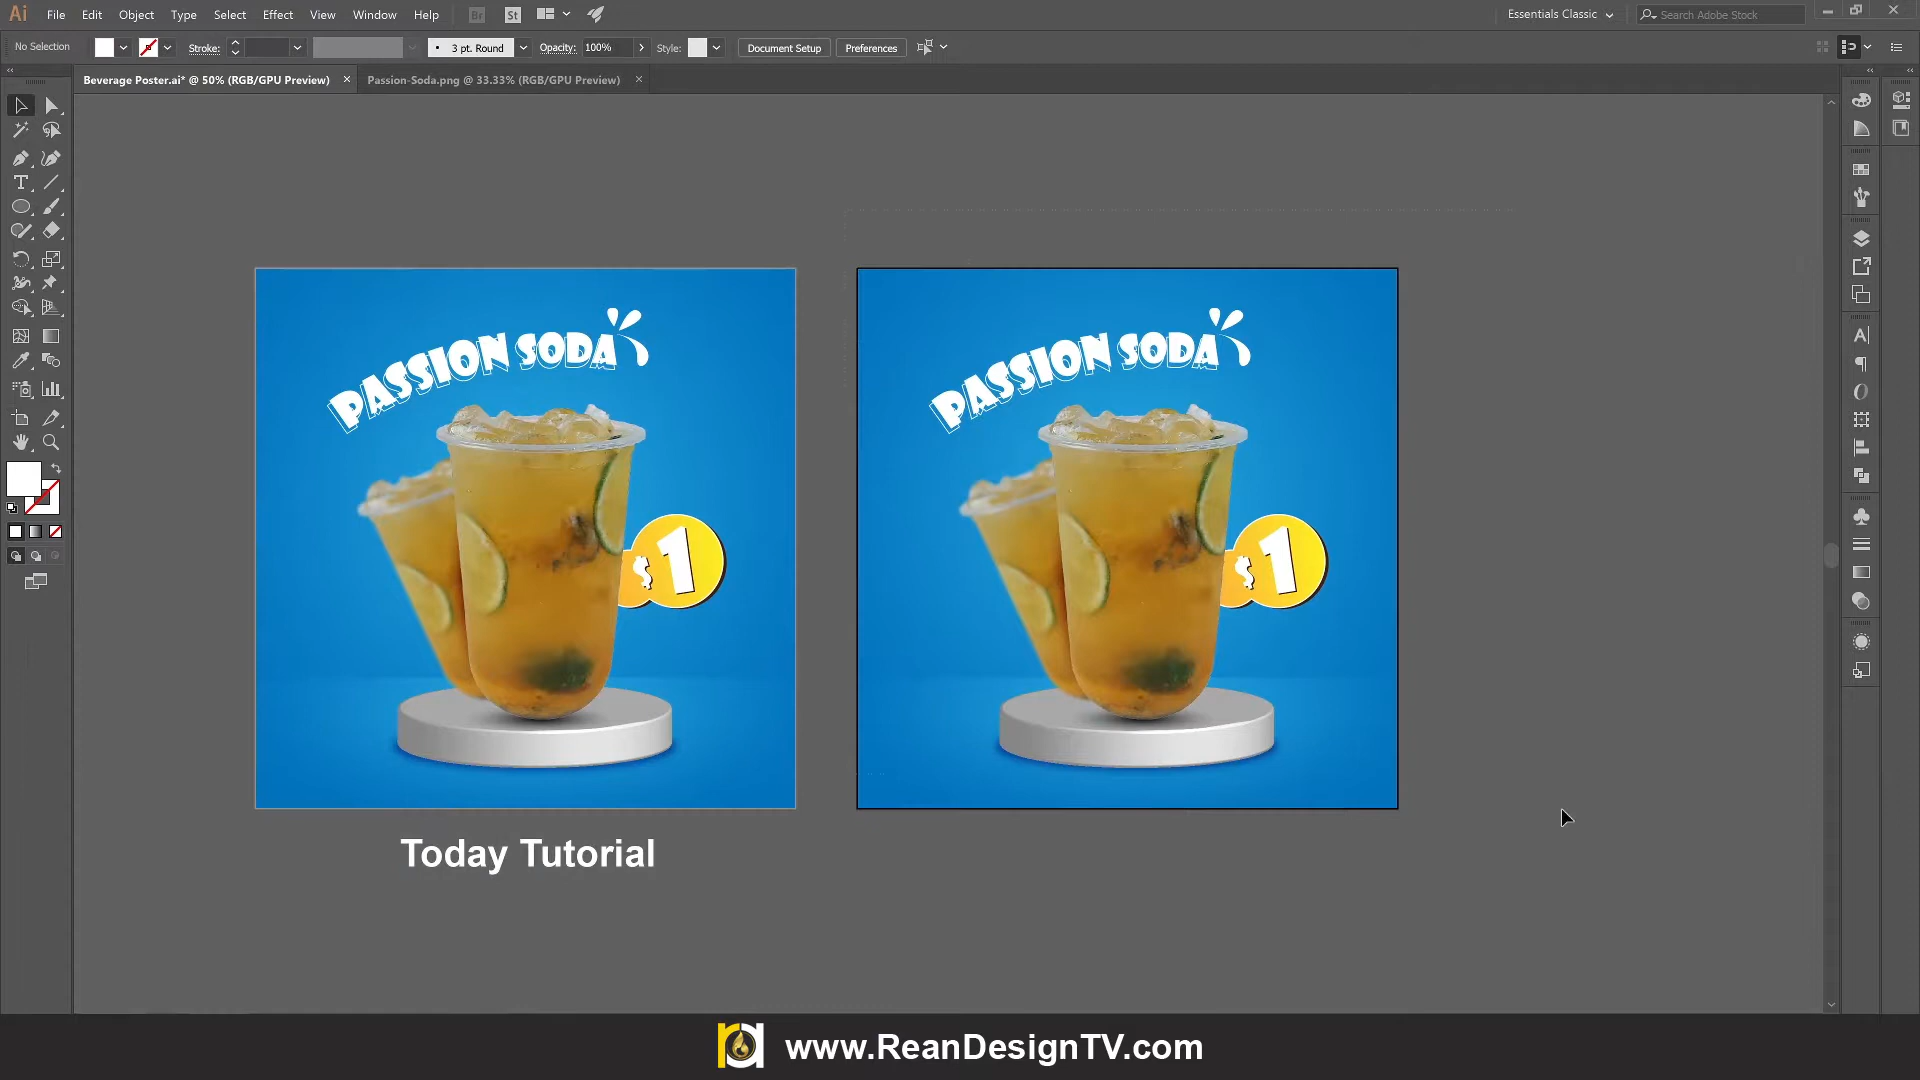 Ai File Edit Object Type Select Effect View Window Help Br St Essentials Classic Search Adobe Stock
No Selection Stroke: 3 pt. Round Opacity: 100% Style: Document Setup Preferences
Beverage Poster.ai* @ 50% (RGB/GPU Preview) Passion-Soda.png @ 33.33% (RGB/GPU Preview)
PASSION SODA
$1
PASSION SODA
$1
Today Tutorial
www.ReanDesignTV.com